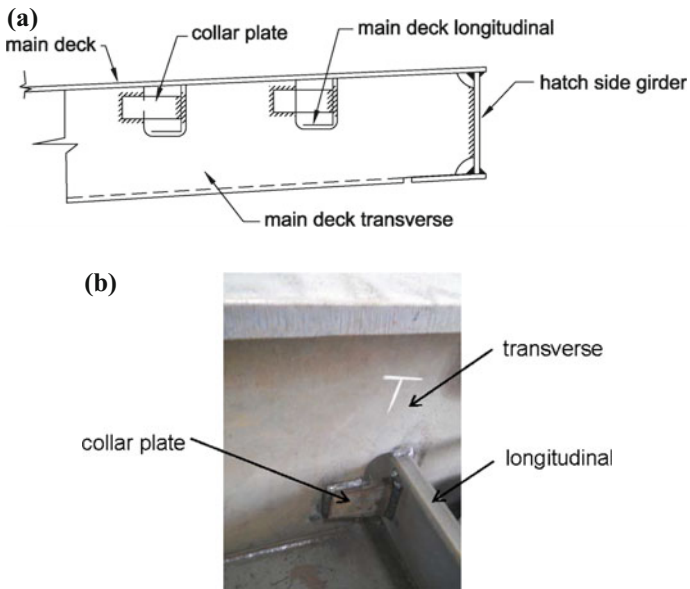 (a)
main deck
collar plate
main deck longitudinal
hatch side girder
main deck transverse
(b)
transverse
collar plate
longitudinal
T